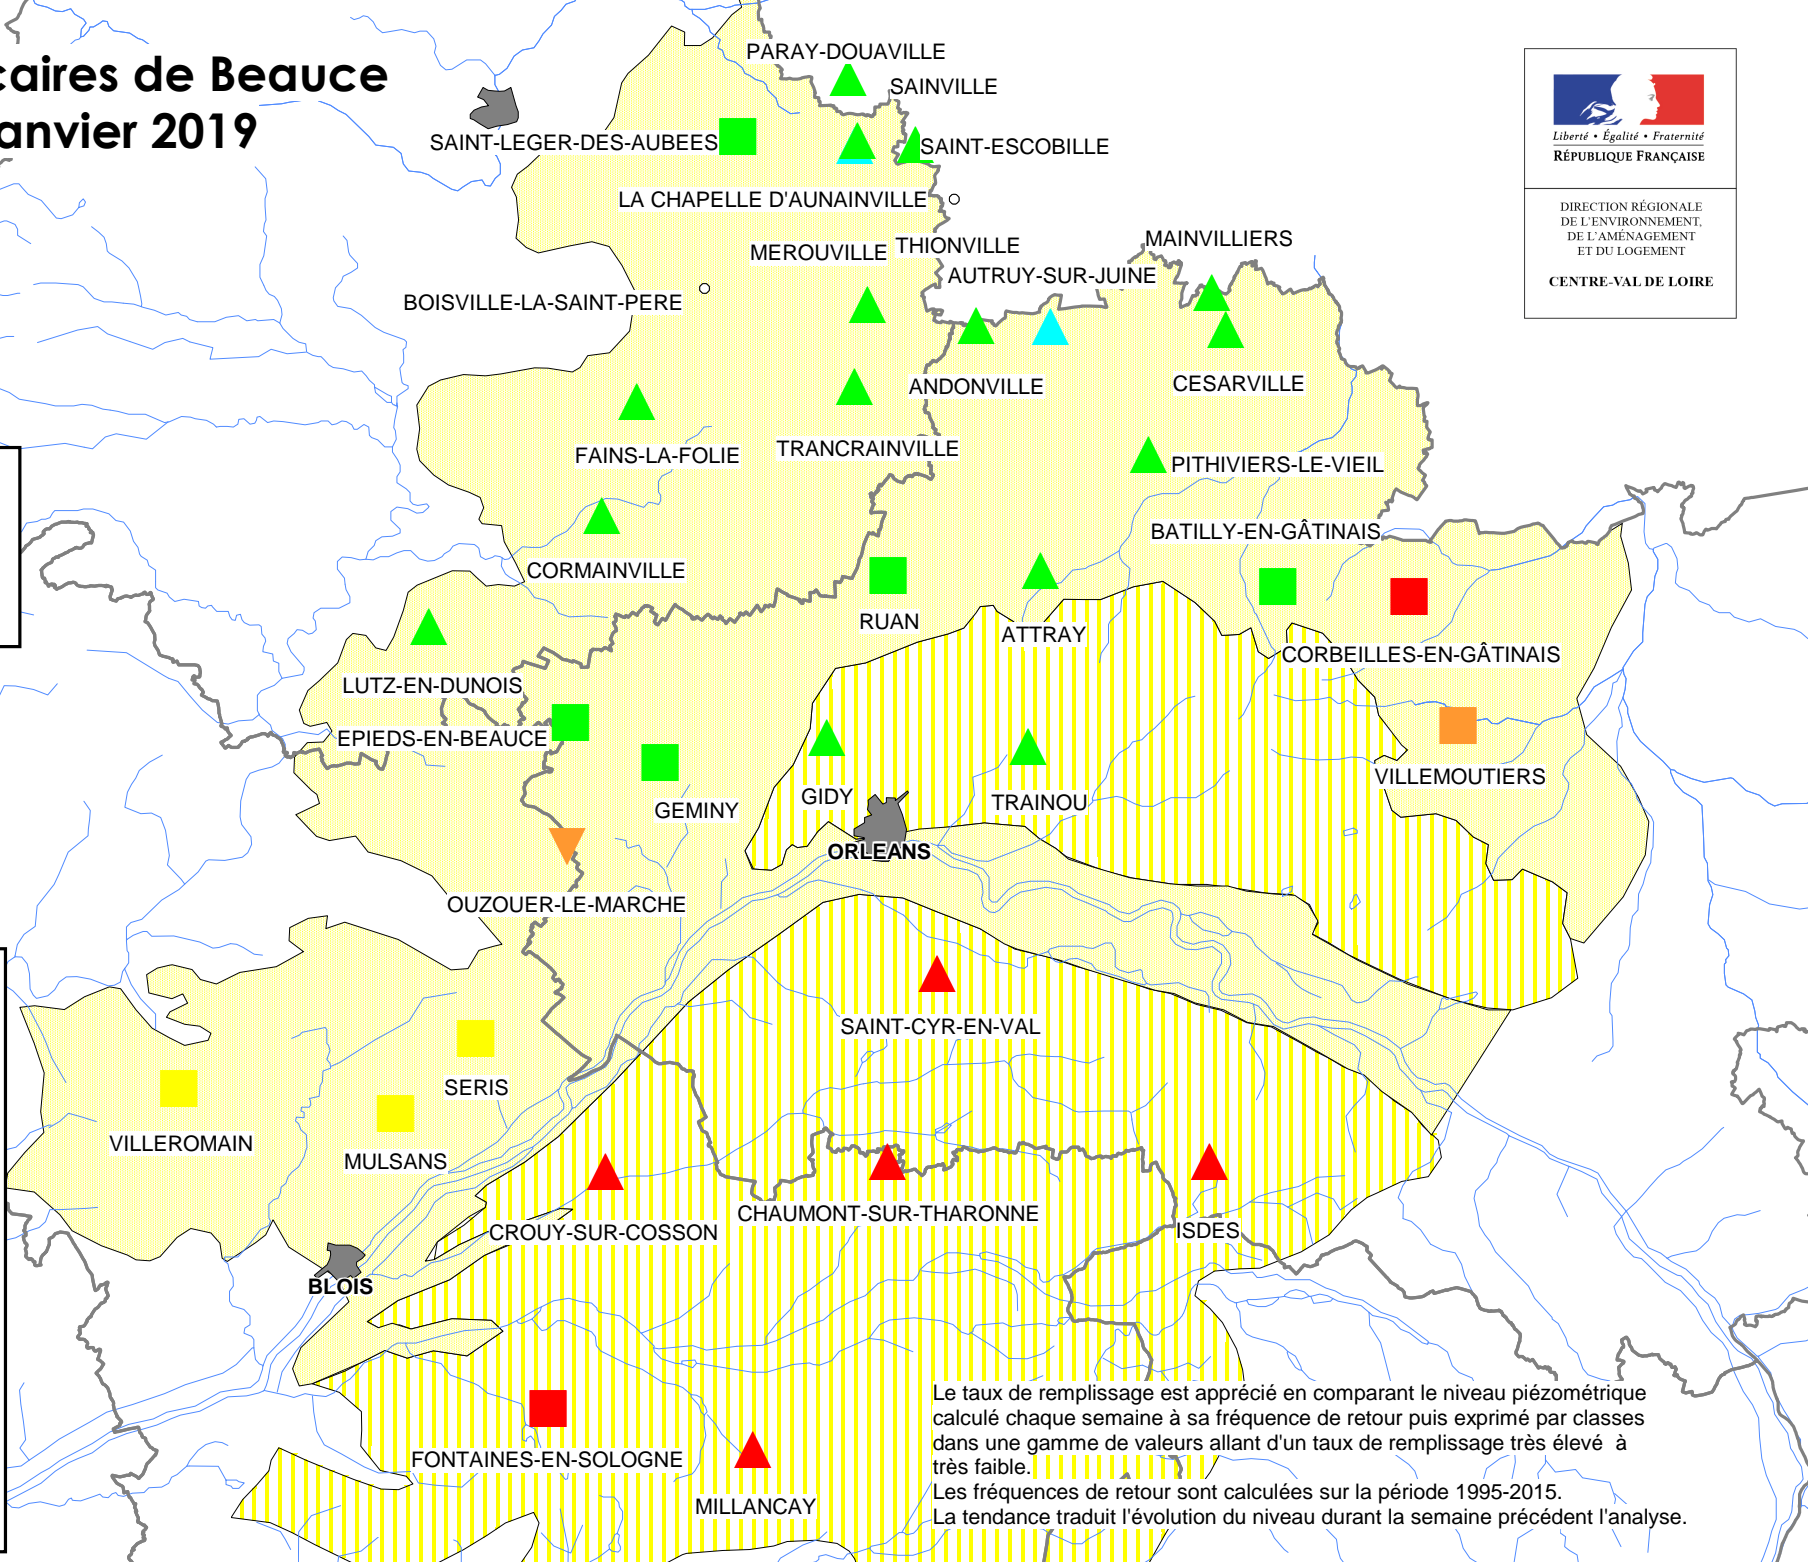 caires de Beauce
anvier 2019
PARAY-DOUAVILLE
SAINVILLE
SAINT-LEGER-DES-AUBEES
SAINT-ESCOBILLE
LA CHAPELLE D'AUNAINVILLE
MEROUVILLE
THIONVILLE
MAINVILLIERS
AUTRUY-SUR-JUINE
BOISVILLE-LA-SAINT-PERE
ANDONVILLE
CESARVILLE
FAINS-LA-FOLIE
TRANCRAINVILLE
PITHIVIERS-LE-VIEIL
BATILLY-EN-GÂTINAIS
CORMAINVILLE
RUAN
ATTRAY
CORBEILLES-EN-GÂTINAIS
LUTZ-EN-DUNOIS
EPIEDS-EN-BEAUCE
VILLEMOUTIERS
GIDY
TRAINOU
GEMINY
ORLEANS
OUZOUER-LE-MARCHE
SAINT-CYR-EN-VAL
SERIS
VILLEROMAIN
MULSANS
CHAUMONT-SUR-THARONNE
CROUY-SUR-COSSON
ISDES
BLOIS
FONTAINES-EN-SOLOGNE
MILLANCAY
Liberté • Égalité • Fraternité
RÉPUBLIQUE FRANÇAISE
DIRECTION RÉGIONALE
DE L'ENVIRONNEMENT,
DE L'AMÉNAGEMENT
ET DU LOGEMENT
CENTRE-VAL DE LOIRE
Le taux de remplissage est apprécié en comparant le niveau piézométrique
calculé chaque semaine à sa fréquence de retour puis exprimé par classes
dans une gamme de valeurs allant d'un taux de remplissage très élevé à
très faible.
Les fréquences de retour sont calculées sur la période 1995-2015.
La tendance traduit l'évolution du niveau durant la semaine précédent l'analyse.